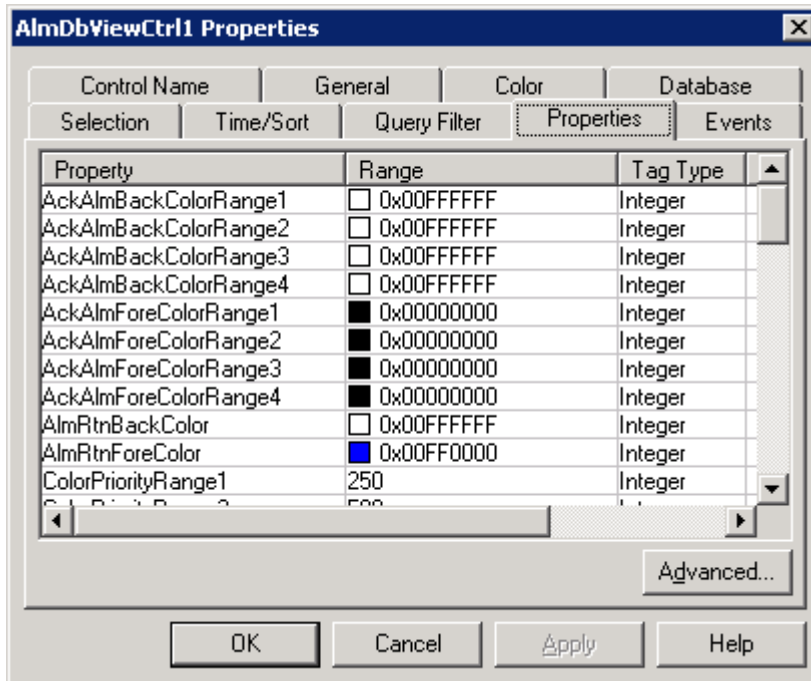 AlmDbViewCtrl1 Properties
Control Name General Color Database
Selection Time/Sort Query Filter Properties Events
Property Range Tag Type
AckAlmBackColorRange1 0x00FFFFFF Integer
AckAlmBackColorRange2 0x00FFFFFF Integer
AckAlmBackColorRange3 0x00FFFFFF Integer
AckAlmBackColorRange4 0x00FFFFFF Integer
AckAlmForeColorRange1 0x00000000 Integer
AckAlmForeColorRange2 0x00000000 Integer
AckAlmForeColorRange3 0x00000000 Integer
AckAlmForeColorRange4 0x00000000 Integer
AlmRtnBackColor 0x00FFFFFF Integer
AlmRtnForeColor 0x00FF0000 Integer
ColorPriorityRange1 250 Integer
Advanced...
OK Cancel Apply Help